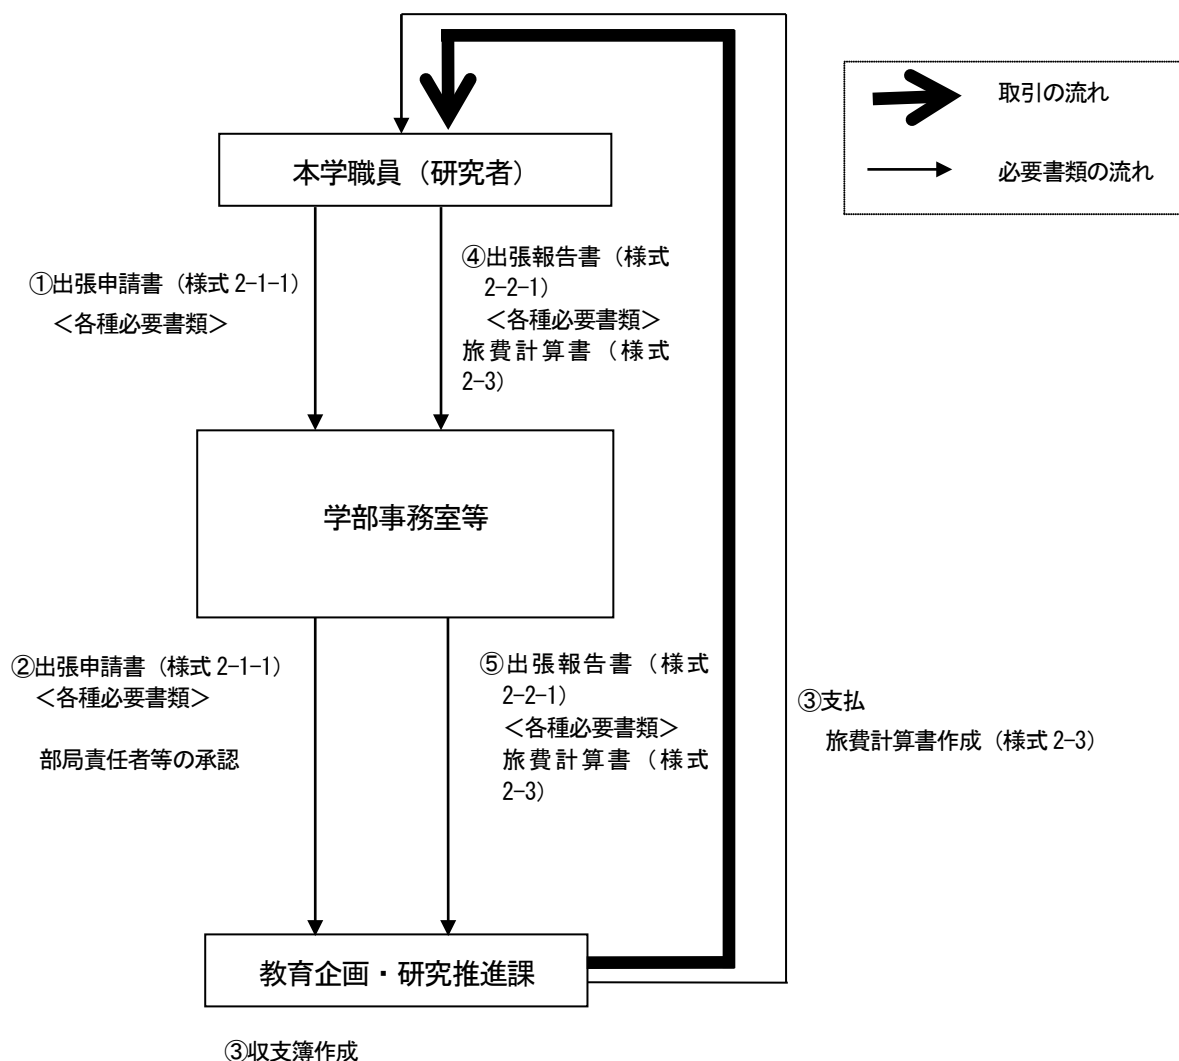 取引の流れ
必要書類の流れ
本学職員（研究者）
①出張申請書（様式 2-1-1）
＜各種必要書類＞
④出張報告書（様式
2-2-1）
＜各種必要書類＞
旅費計算書（様式
2-3）
学部事務室等
②出張申請書（様式 2-1-1）
＜各種必要書類＞
部局責任者等の承認
⑤出張報告書（様式
2-2-1）
＜各種必要書類＞
旅費計算書（様式
2-3）
③支払
旅費計算書作成（様式 2-3）
教育企画・研究推進課
③収支簿作成